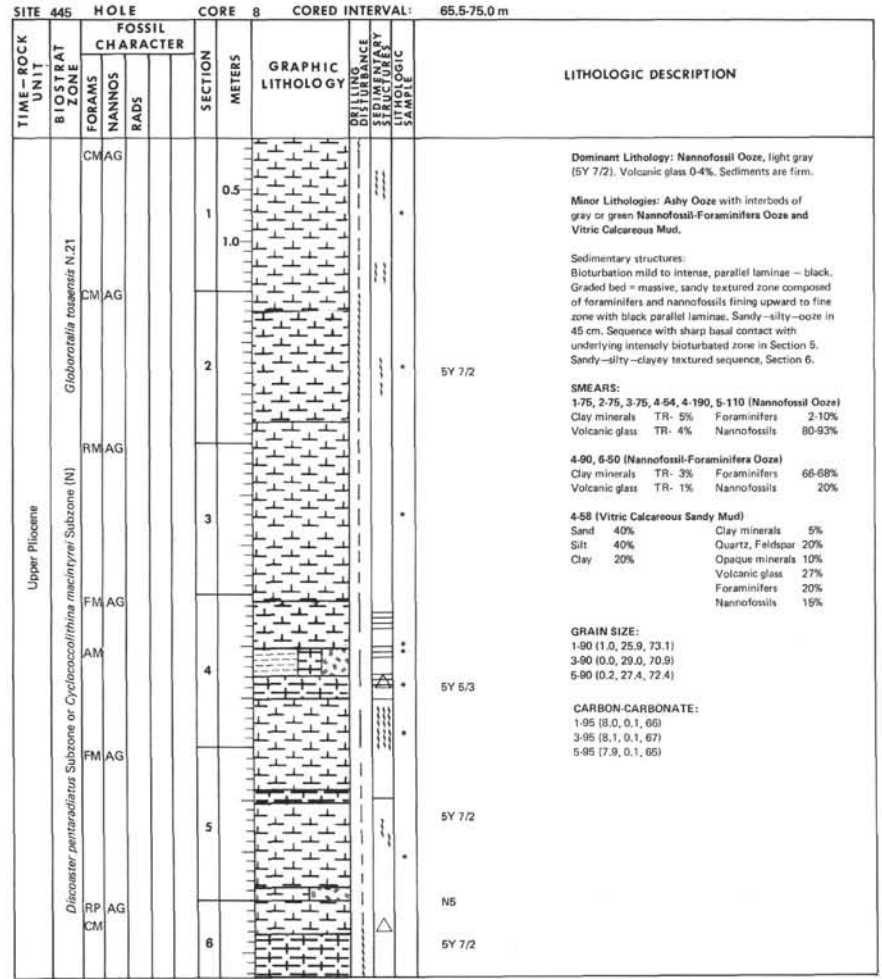 SITE 445 HOLE CORE 8 CORED INTERVAL: 65.5-75.0 m
TIME-ROCK UNIT
BIOSTRAT ZONE
FOSSIL CHARACTER
FORAMS
NANNOS
RADS
SECTION
METERS
GRAPHIC LITHOLOGY
DRILLING DISTURBANCE
SEDIMENTARY STRUCTURES
LITHOLOGIC SAMPLE
LITHOLOGIC DESCRIPTION
Upper Pliocene
Globorotalia tosaensis N.21
Discoaster pentaradiatus Subzone or Cyclococcolithina macintyrei Subzone (N)
CM AG
CM AG
RM AG
FM AG
AM
FM AG
RP AG
CM
0.5
1
1.0
2
3
4
5
6
5Y 7/2
5Y 5/3
5Y 7/2
N5
5Y 7/2
Dominant Lithology: Nannofossil Ooze, light gray
(5Y 7/2). Volcanic glass 0-4%. Sediments are firm.
Minor Lithologies: Ashy Ooze with interbeds of
gray or green Nannofossil-Foraminifera Ooze and
Vitric Calcareous Mud.
Sedimentary structures:
Bioturbation mild to intense, parallel laminae — black.
Graded bed = massive, sandy textured zone composed
of foraminifers and nannofossils fining upward to fine
zone with black parallel laminae. Sandy—silty—ooze in
45 cm. Sequence with sharp basal contact with
underlying intensely bioturbated zone in Section 5.
Sandy—silty—clayey textured sequence, Section 6.
SMEARS:
1-75, 2-75, 3-75, 4-54, 4-190, 5-110 (Nannofossil Ooze)
Clay minerals TR- 5% Foraminifers 2-10%
Volcanic glass TR- 4% Nannofossils 80-93%
4-90, 6-50 (Nannofossil-Foraminifera Ooze)
Clay minerals TR- 3% Foraminifers 66-68%
Volcanic glass TR- 1% Nannofossils 20%
4-58 (Vitric Calcareous Sandy Mud)
Sand 40% Clay minerals 5%
Silt 40% Quartz, Feldspar 20%
Clay 20% Opaque minerals 10%
Volcanic glass 27%
Foraminifers 20%
Nannofossils 15%
GRAIN SIZE:
1-90 (1.0, 25.9, 73.1)
3-90 (0.0, 29.0, 70.9)
5-90 (0.2, 27.4, 72.4)
CARBON-CARBONATE:
1-95 (8.0, 0.1, 66)
3-95 (8.1, 0.1, 67)
5-95 (7.9, 0.1, 65)